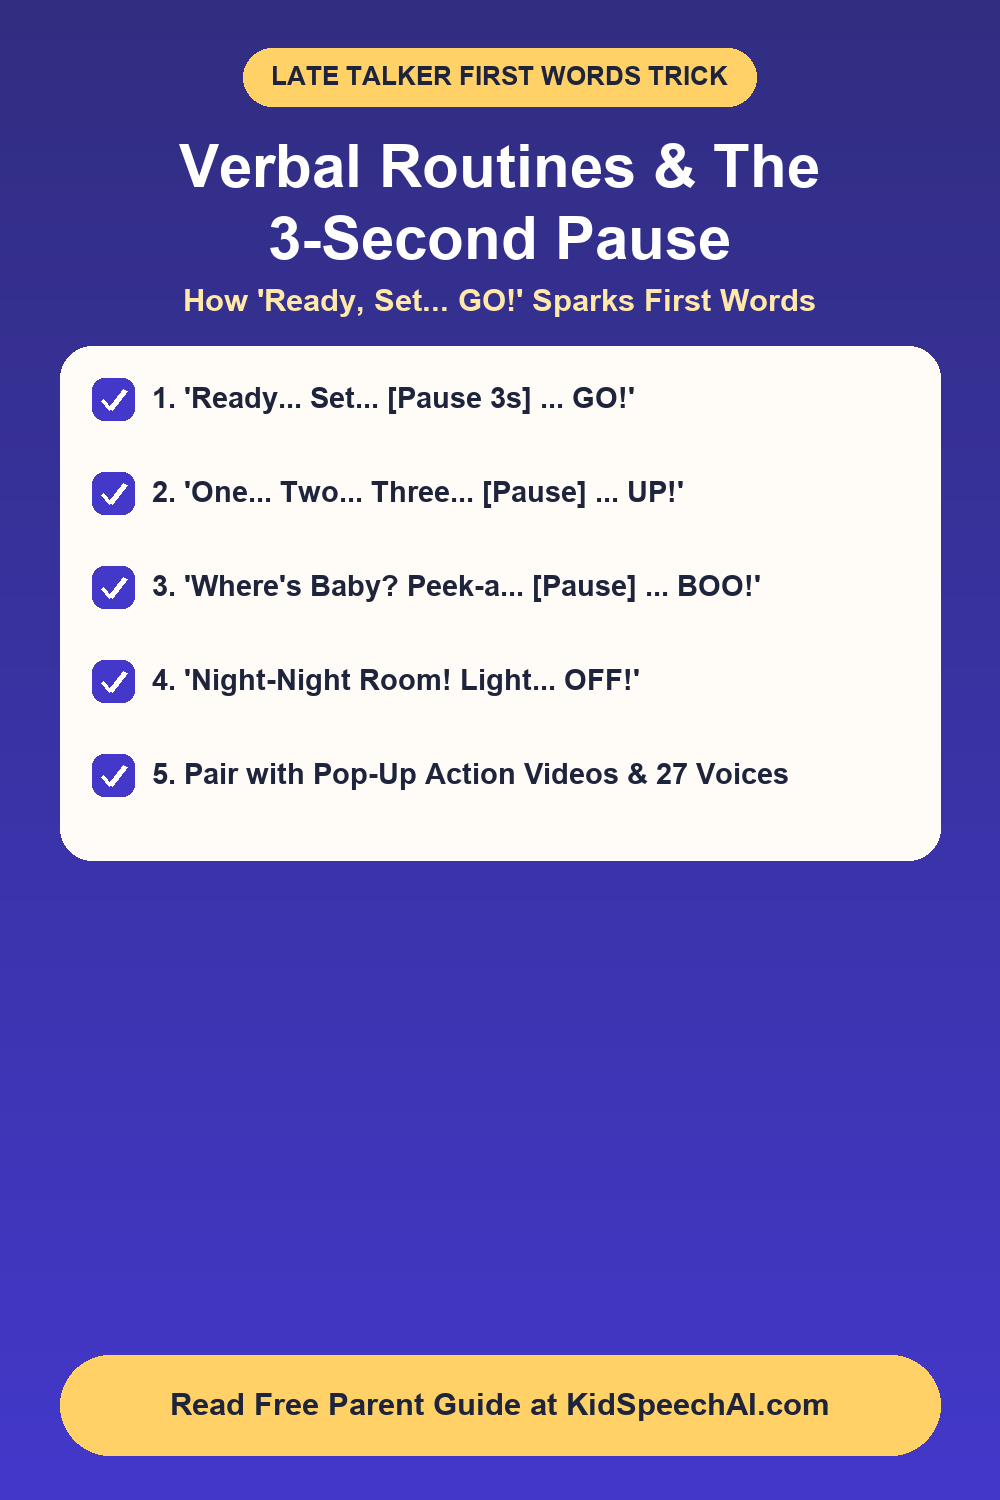 LATE TALKER FIRST WORDS TRICK
Verbal Routines & The
3-Second Pause
How 'Ready, Set... GO!' Sparks First Words
1. 'Ready... Set... [Pause 3s] ... GO!'
2. 'One... Two... Three... [Pause] ... UP!'
3. 'Where's Baby? Peek-a... [Pause] ... BOO!'
4. 'Night-Night Room! Light... OFF!'
5. Pair with Pop-Up Action Videos & 27 Voices
Read Free Parent Guide at KidSpeechAI.com